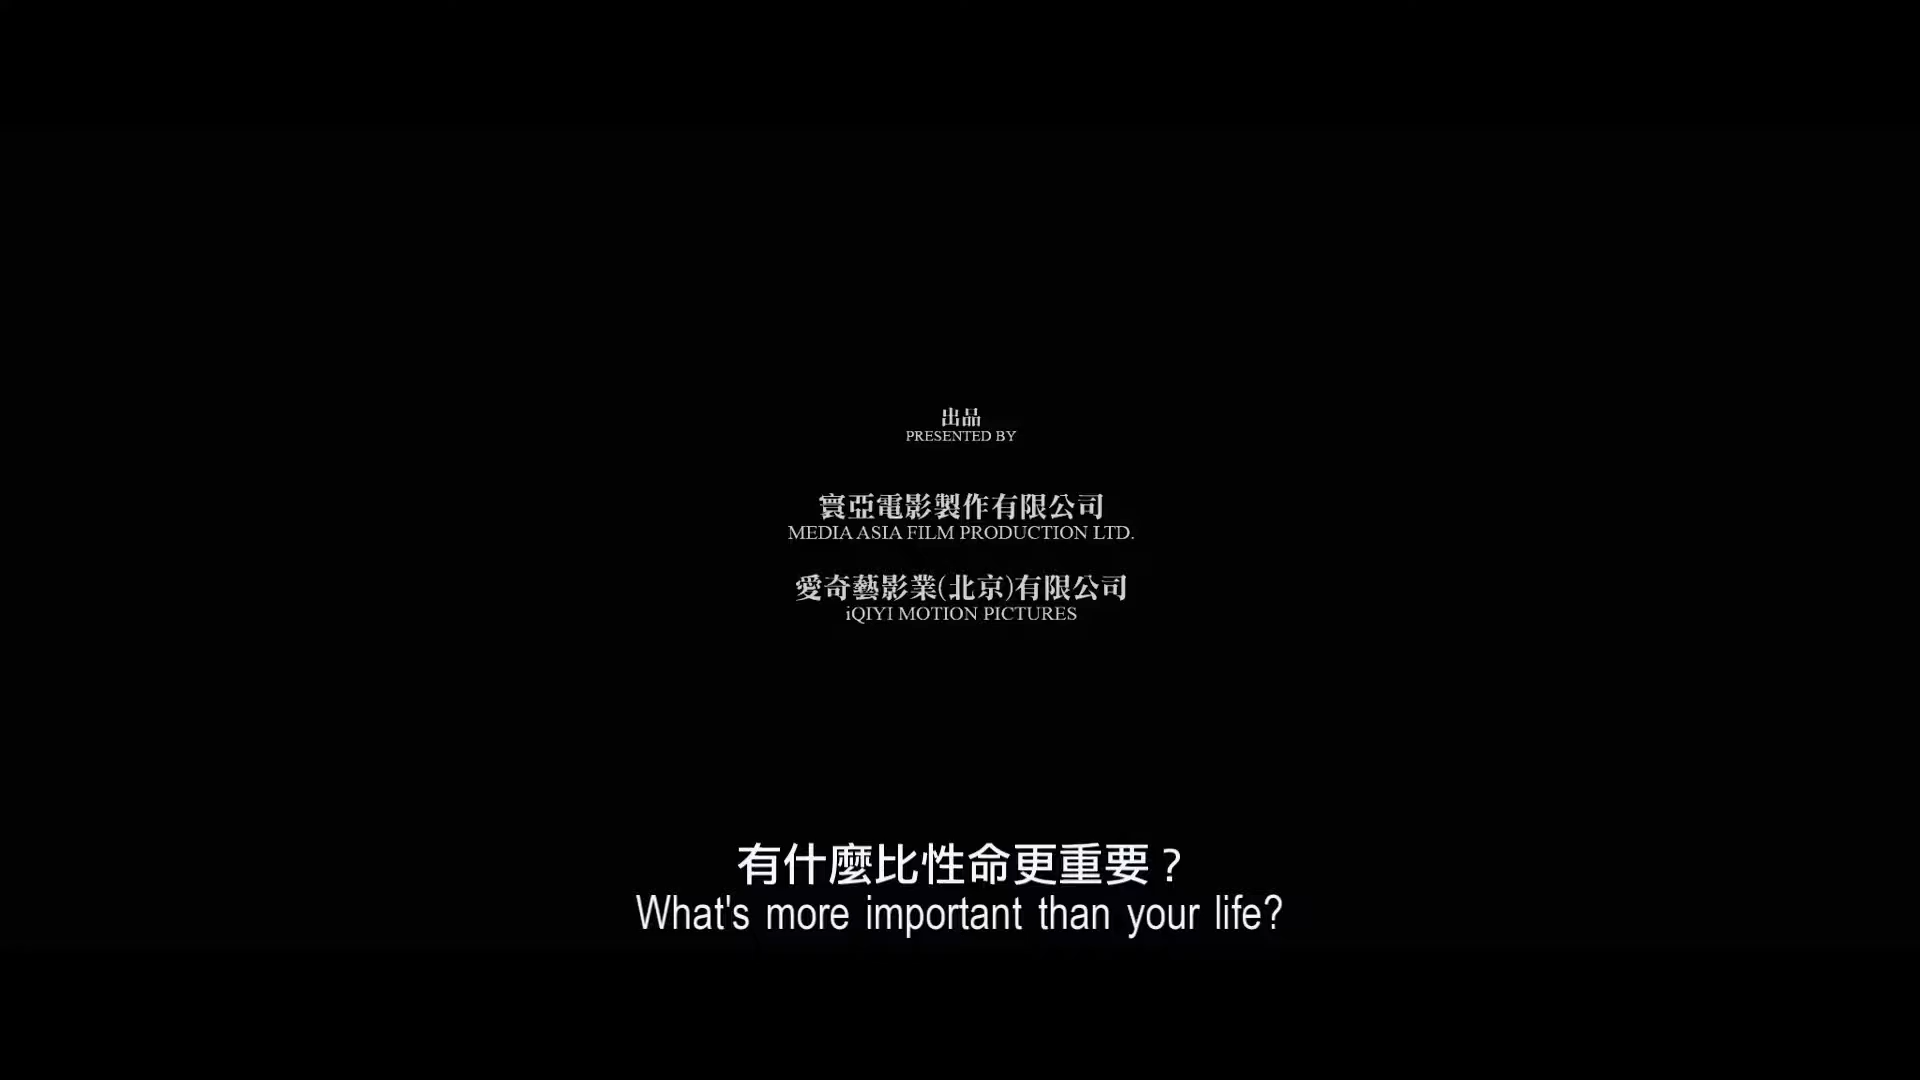 出品
PRESENTED BY
寰亞電影製作有限公司
MEDIA ASIA FILM PRODUCTION LTD.
愛奇藝影業(北京)有限公司
iQIYI MOTION PICTURES
有什麼比性命更重要？
What's more important than your life?